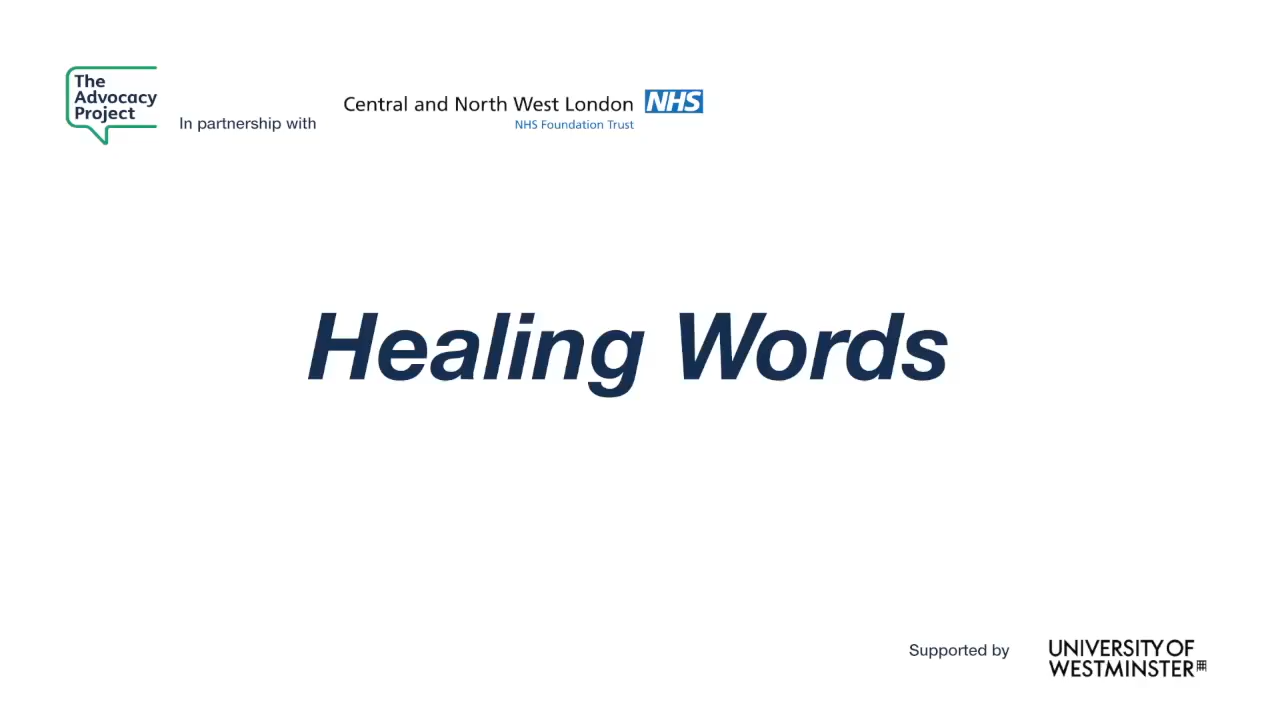 The
Advocacy
Project
In partnership with
Central and North West London NHS
NHS Foundation Trust
Healing Words
Supported by
UNIVERSITY OF
WESTMINSTER